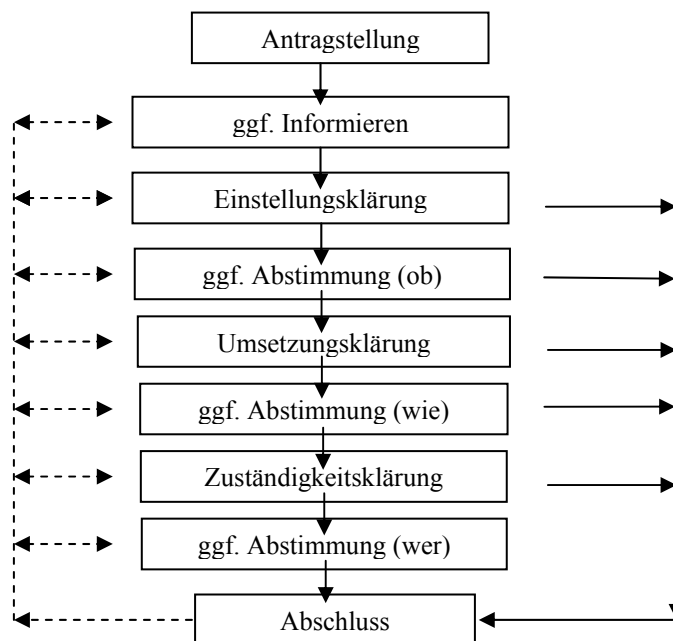 Antragstellung
ggf. Informieren
Einstellungsklärung
ggf. Abstimmung (ob)
Umsetzungsklärung
ggf. Abstimmung (wie)
Zuständigkeitsklärung
ggf. Abstimmung (wer)
Abschluss